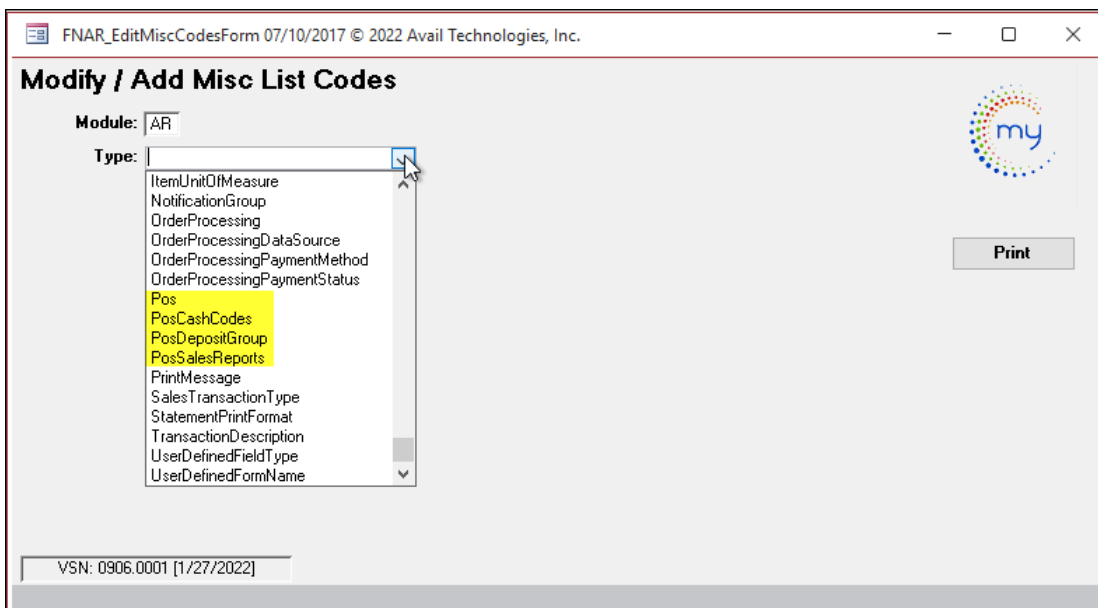 FNAR_EditMiscCodesForm 07/10/2017 © 2022 Avail Technologies, Inc.
Modify / Add Misc List Codes
Module: AR
my
Type:
ItemUnitOfMeasure
NotificationGroup
OrderProcessing
OrderProcessingDataSource
OrderProcessingPaymentMethod
OrderProcessingPaymentStatus
Pos
PosCashCodes
PosDepositGroup
PosSalesReports
PrintMessage
SalesTransactionType
StatementPrintFormat
TransactionDescription
UserDefinedFieldType
UserDefinedFormName
Print
VSN: 0906.0001 [1/27/2022]